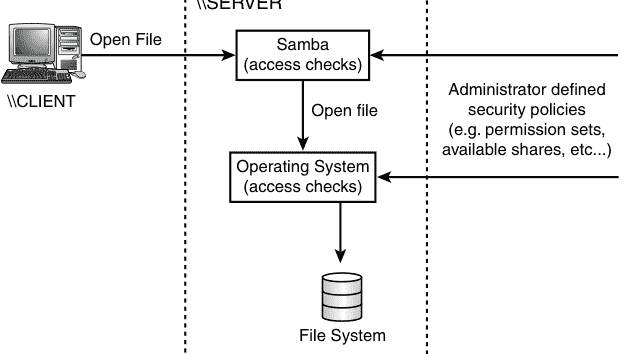 \\SERVER
Open File
Samba
(access checks)
\\CLIENT
Open file
Administrator defined
security policies
(e.g. permission sets,
available shares, etc...)
Operating System
(access checks)
File System